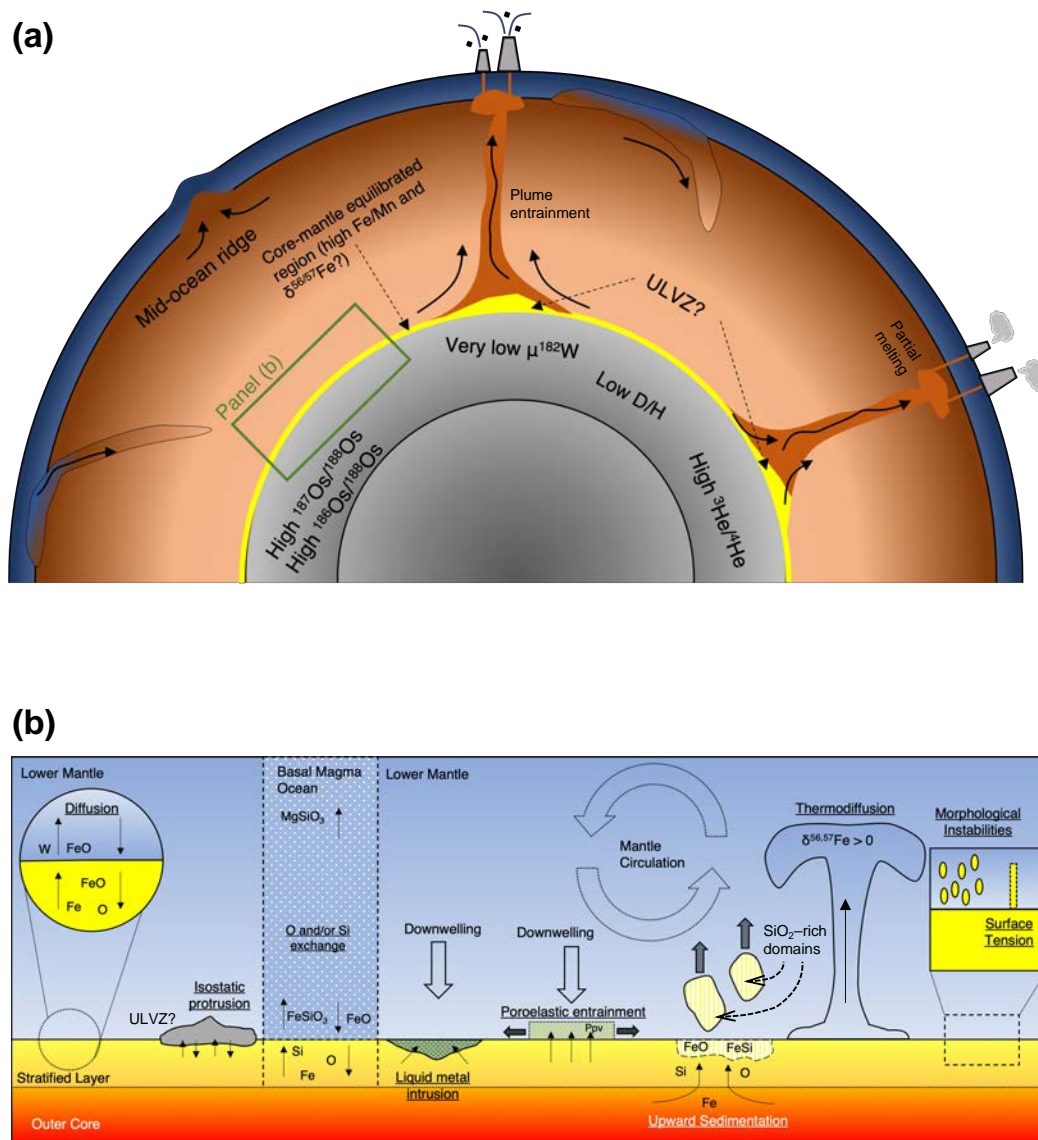 (a)
Plume
entrainment
Core-mantle equilibrated
region (high Fe/Mn and
δ⁵⁶/⁵⁷Fe?)
Mid-ocean ridge
ULVZ?
Partial
melting
Panel (b)
Very low μ¹⁸²W
Low D/H
High ³He/⁴He
High ¹⁸⁷Os/¹⁸⁸Os
High ¹⁸⁶Os/¹⁸⁸Os
(b)
Lower Mantle
Diffusion
W
FeO
FeO
Fe
O
Stratified Layer
Outer Core
ULVZ?
Isostatic
protrusion
Basal Magma
Ocean
MgSiO₃
O and/or Si
exchange
FeSiO₃
FeO
Si
O
Fe
Lower Mantle
Downwelling
Liquid metal
intrusion
Downwelling
Poroelastic entrainment
Ppv
Mantle
Circulation
SiO₂–rich
domains
FeO
FeSi
Si
O
Fe
Upward Sedimentation
Thermodiffusion
δ⁵⁶,⁵⁷Fe > 0
Morphological
Instabilities
Surface
Tension